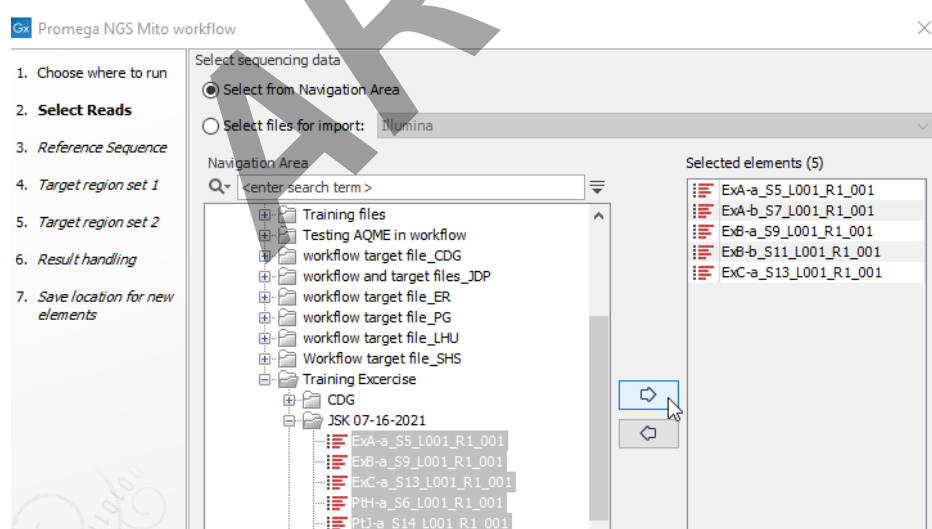 Gx Promega NGS Mito workflow
1. Choose where to run
2. Select Reads
3. Reference Sequence
4. Target region set 1
5. Target region set 2
6. Result handling
7. Save location for new
elements
Select sequencing data
Select from Navigation Area
Select files for import: Illumina
Navigation Area
<enter search term>
Training files
Testing AQME in workflow
workflow target file_CDG
workflow and target files_JDP
workflow target file_ER
workflow target file_PG
workflow target file_LHU
Workflow target file_SHS
Training Excercise
CDG
JSK 07-16-2021
ExA-a_S5_L001_R1_001
ExB-a_S9_L001_R1_001
ExC-a_S13_L001_R1_001
PtH-a_S6_L001_R1_001
PtJ-a_S14_L001_R1_001
Selected elements (5)
ExA-a_S5_L001_R1_001
ExA-b_S7_L001_R1_001
ExB-a_S9_L001_R1_001
ExB-b_S11_L001_R1_001
ExC-a_S13_L001_R1_001